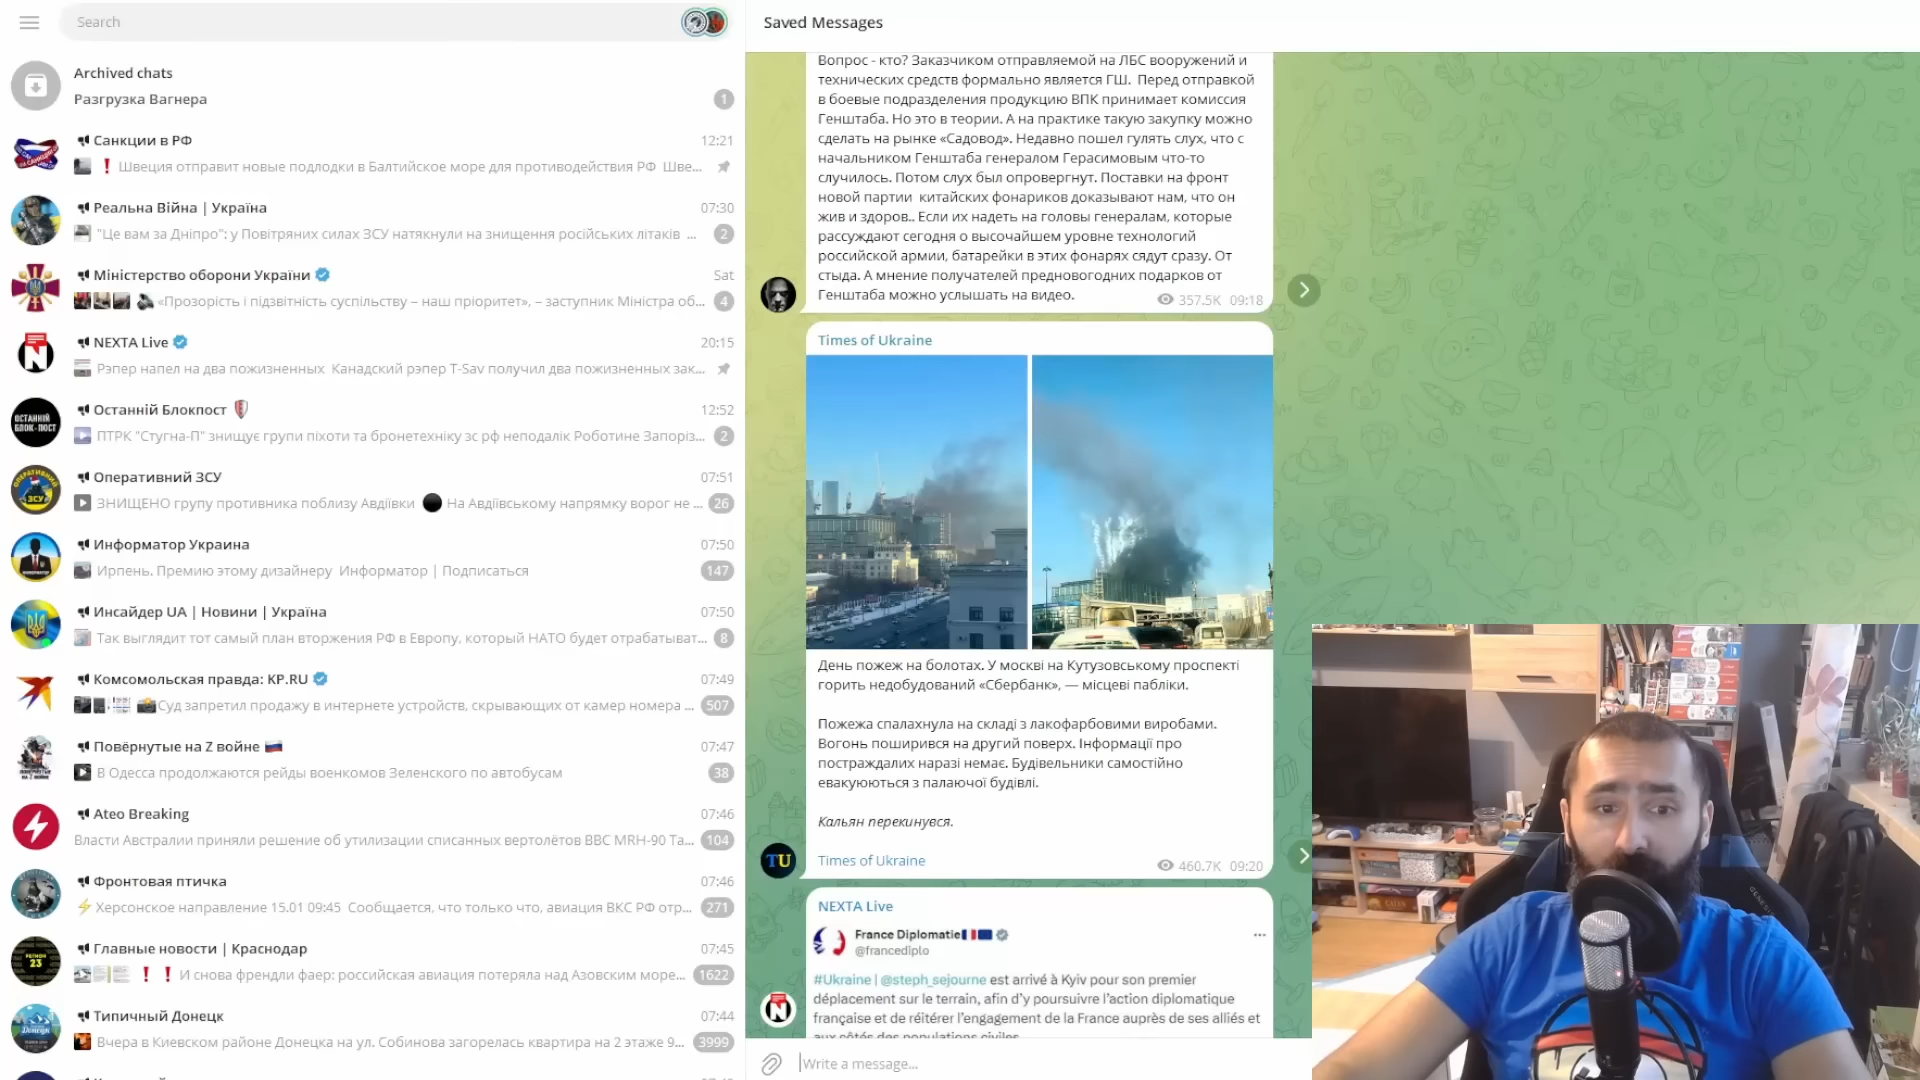 Search
Archived chats
Разгрузка Вагнера
1
Санкции в РФ
12:21
Швеция отправит новые подлодки в Балтийское море для противодействия РФ Шве...
Реальна Війна | Україна
07:30
"Це вам за Дніпро": у Повітряних силах ЗСУ натякнули на знищення російських літаків ...
2
Міністерство оборони України
Sat
«Прозорість і підзвітність суспільству – наш пріоритет», – заступник Міністра об...
4
NEXTA Live
20:15
Рэпер напел на два пожизненных Канадский рэпер T-Sav получил два пожизненных зак...
ОСТАННІЙ
БЛОК-ПОСТ
Останній Блокпост
12:52
ПТРК "Стугна-П" знищує групи піхоти та бронетехніку зс рф неподалік Роботине Запоріз...
2
Оперативний ЗСУ
07:51
ЗНИЩЕНО групу противника поблизу Авдіївки На Авдіївському напрямку ворог не ...
26
Информатор Украина
07:50
Ирпень. Премию этому дизайнеру Информатор | Подписаться
147
Инсайдер UA | Новини | Україна
07:50
Так выглядит тот самый план вторжения РФ в Европу, который НАТО будет отрабатыват...
8
Комсомольская правда: KP.RU
07:49
Суд запретил продажу в интернете устройств, скрывающих от камер номера ...
507
Повёрнутые на Z войне
07:47
В Одесса продолжаются рейды военкомов Зеленского по автобусам
38
Ateo Breaking
07:46
Власти Австралии приняли решение об утилизации списанных вертолётов ВВС MRH-90 Ta...
104
Фронтовая птичка
07:46
Херсонское направление 15.01 09:45 Сообщается, что только что, авиация ВКС РФ отр...
271
РЕГИОН
23
Главные новости | Краснодар
07:45
И снова френдли фаер: российская авиация потеряла над Азовским море...
1622
Типичный Донецк
07:44
Вчера в Киевском районе Донецка на ул. Собинова загорелась квартира на 2 этаже 9...
3999
Saved Messages
Вопрос - кто? Заказчиком отправляемой на ЛБС вооружений и
технических средств формально является ГШ. Перед отправкой
в боевые подразделения продукцию ВПК принимает комиссия
Генштаба. Но это в теории. А на практике такую закупку можно
сделать на рынке «Садовод». Недавно пошел гулять слух, что с
начальником Генштаба генералом Герасимовым что-то
случилось. Потом слух был опровергнут. Поставки на фронт
новой партии китайских фонариков доказывают нам, что он
жив и здоров.. Если их надеть на головы генералам, которые
рассуждают сегодня о высочайшем уровне технологий
российской армии, батарейки в этих фонарях сядут сразу. От
стыда. А мнение получателей предновогодних подарков от
Генштаба можно услышать на видео.
357.5K 09:18
Times of Ukraine
День пожеж на болотах. У москві на Кутузовському проспекті
горить недобудований «Сбербанк», — місцеві пабліки.
Пожежа спалахнула на складі з лакофарбовими виробами.
Вогонь поширився на другий поверх. Інформації про
постраждалих наразі немає. Будівельники самостійно
евакуюються з палаючої будівлі.
Кальян перекинувся.
Times of Ukraine
460.7K 09:20
TU
NEXTA Live
France Diplomatie
@francediplo
#Ukraine | @steph_sejourne est arrivé à Kyiv pour son premier
déplacement sur le terrain, afin d'y poursuivre l'action diplomatique
française et de réitérer l'engagement de la France auprès de ses alliés et
aux côtés des populations civiles.
Write a message...